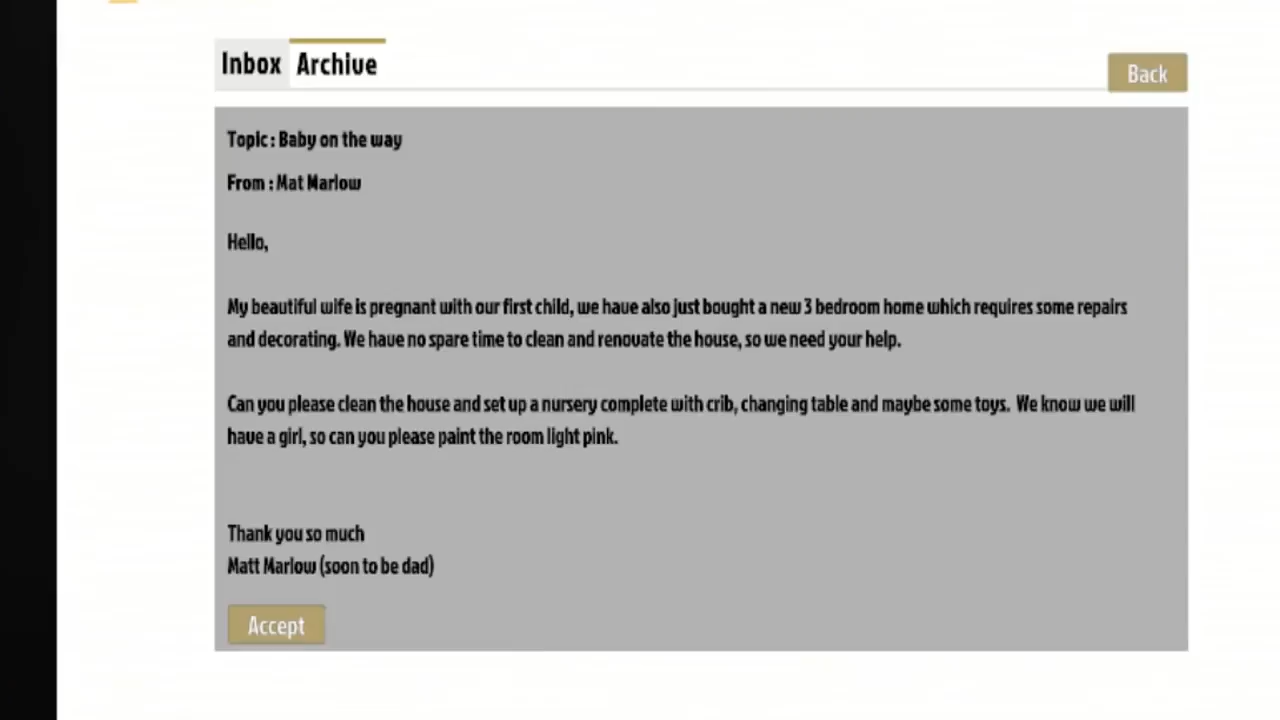 Inbox Archive
Back
Topic : Baby on the way
From : Mat Marlow
Hello,
My beautiful wife is pregnant with our first child, we have also just bought a new 3 bedroom home which requires some repairs
and decorating. We have no spare time to clean and renovate the house, so we need your help.
Can you please clean the house and set up a nursery complete with crib, changing table and maybe some toys. We know we will
have a girl, so can you please paint the room light pink.
Thank you so much
Matt Marlow (soon to be dad)
Accept